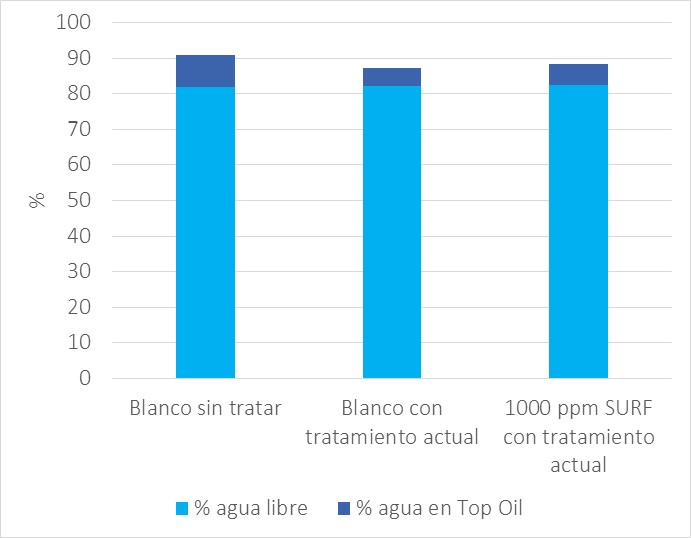 100
90
80
70
60
50
40
30
20
10
0
%
Blanco sin tratar
Blanco con
tratamiento actual
1000 ppm SURF
con tratamiento
actual
% agua libre
% agua en Top Oil